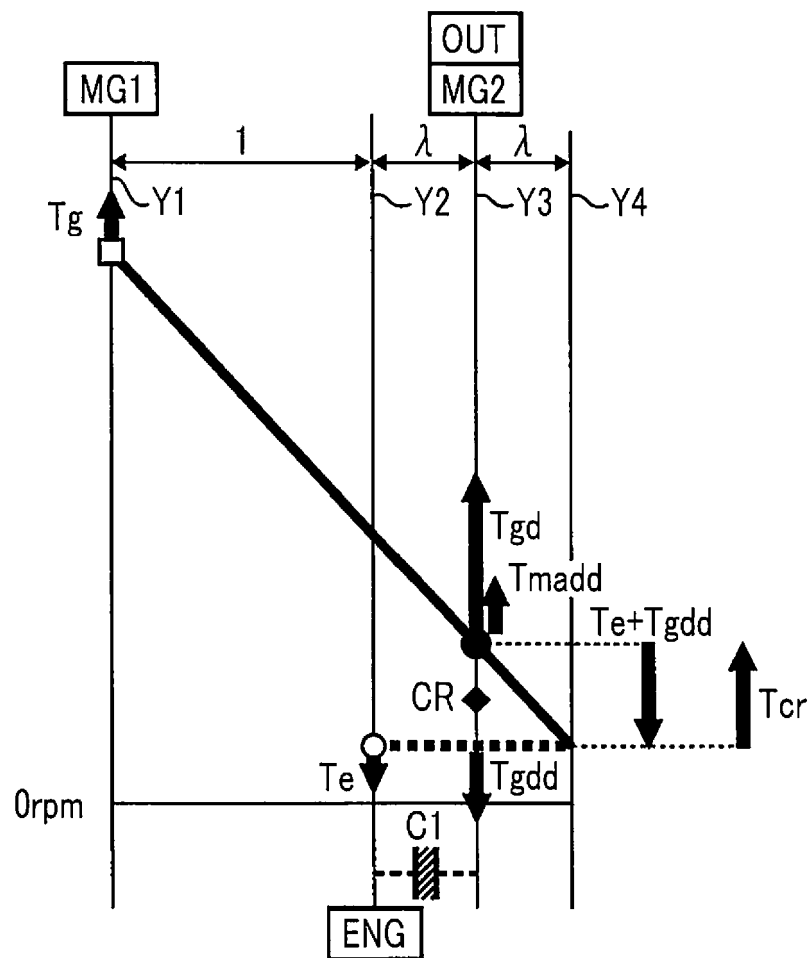 OUT
MG1
MG2
1
λ
λ
Y1
Y2
Y3
Y4
Tg
Tgd
Tmadd
Te+Tgdd
CR
Tcr
Te
Tgdd
0rpm
C1
ENG